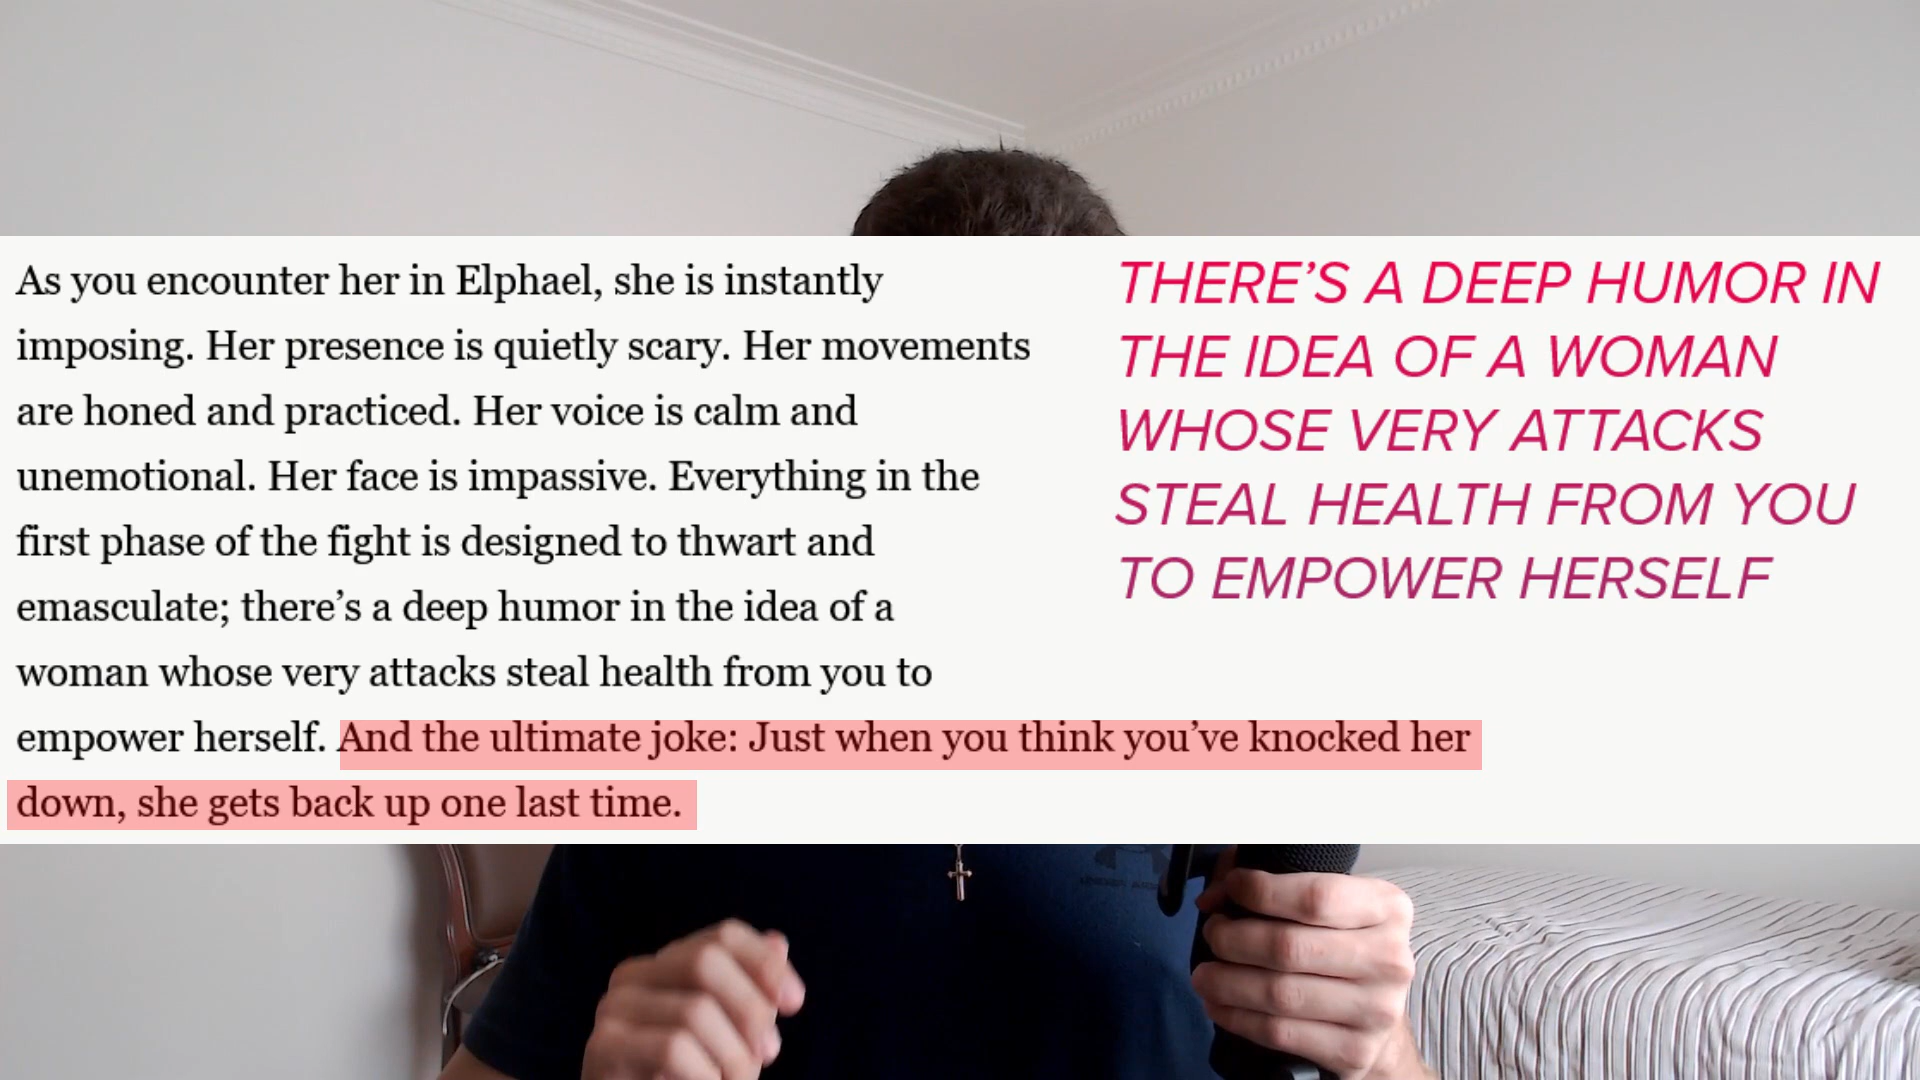 As you encounter her in Elphael, she is instantly
imposing. Her presence is quietly scary. Her movements
are honed and practiced. Her voice is calm and
unemotional. Her face is impassive. Everything in the
first phase of the fight is designed to thwart and
emasculate; there’s a deep humor in the idea of a
woman whose very attacks steal health from you to
empower herself. And the ultimate joke: Just when you think you’ve knocked her
down, she gets back up one last time.
THERE’S A DEEP HUMOR IN
THE IDEA OF A WOMAN
WHOSE VERY ATTACKS
STEAL HEALTH FROM YOU
TO EMPOWER HERSELF